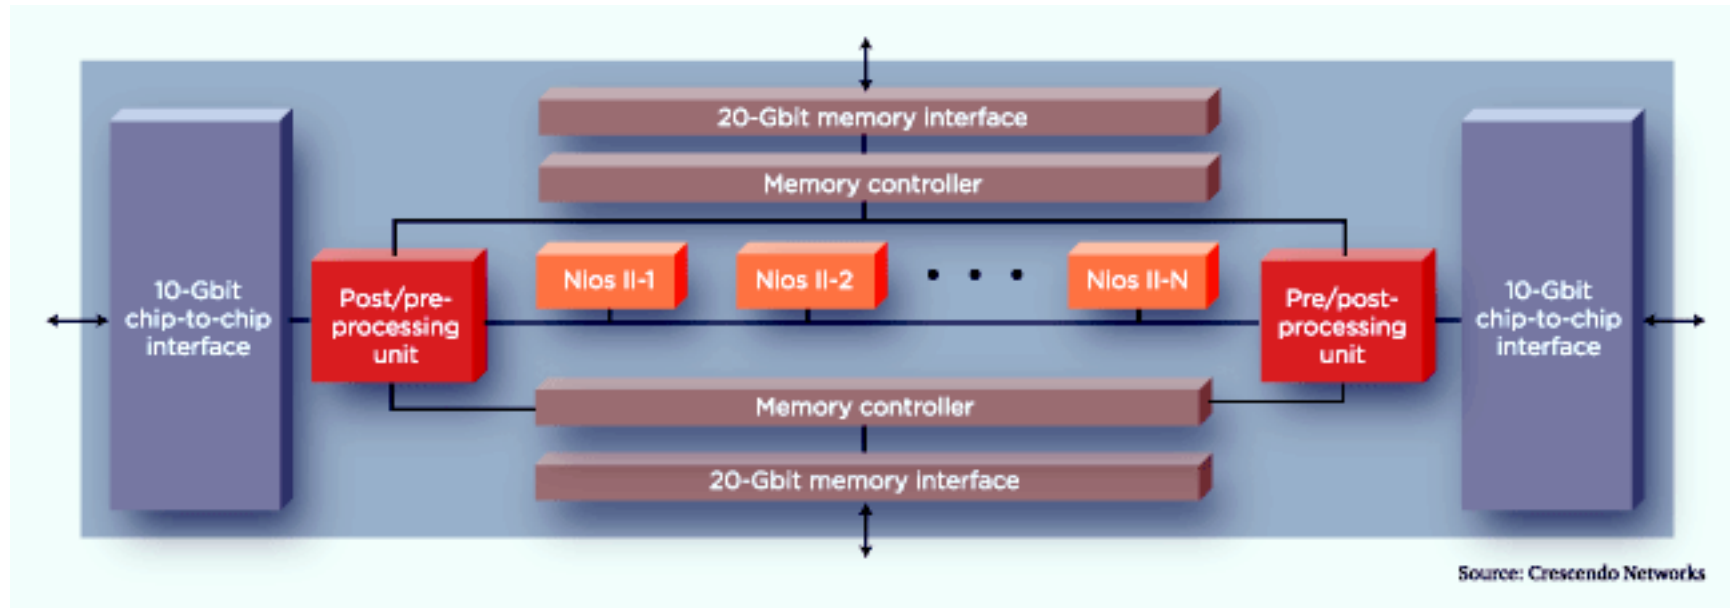 20-Gbit memory interface
Memory controller
10-Gbit
chip-to-chip
interface
Post/pre-
processing
unit
Nios II-1
Nios II-2
Nios II-N
Pre/post-
processing
unit
10-Gbit
chip-to-chip
interface
Memory controller
20-Gbit memory interface
Source: Crescendo Networks